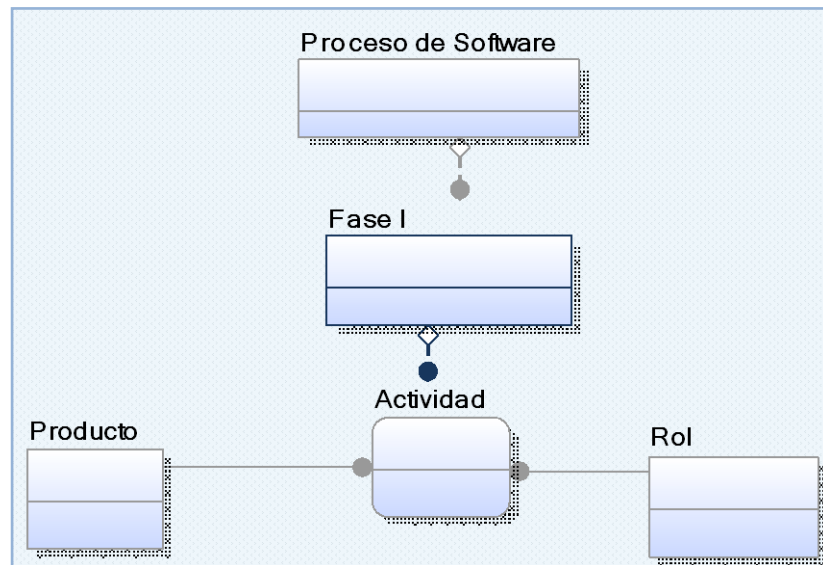 Proceso de Software
Fase I
Actividad
Producto
Rol